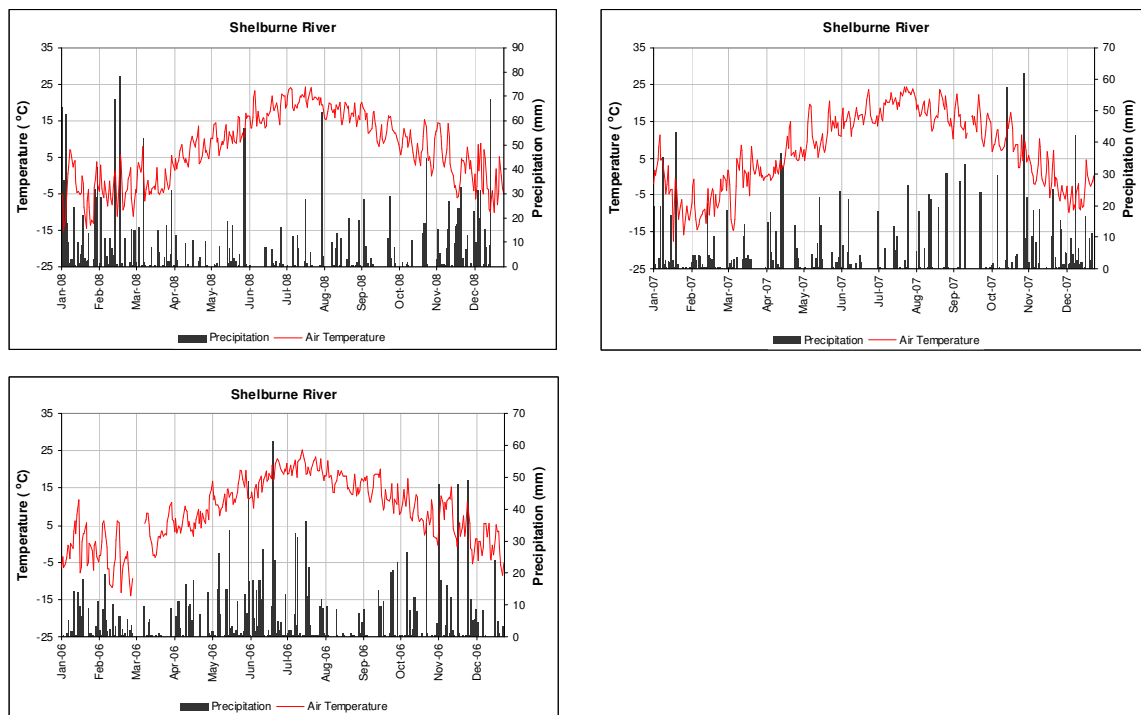 Shelburne River
35
25
15
5
-5
-15
-25
Temperature ( °C)
90
80
70
60
50
40
30
20
10
0
Precipitation (mm)
Jan-08
Feb-08
Mar-08
Apr-08
May-08
Jun-08
Jul-08
Aug-08
Sep-08
Oct-08
Nov-08
Dec-08
Precipitation
Air Temperature
Shelburne River
35
25
15
5
-5
-15
-25
Temperature ( °C)
70
60
50
40
30
20
10
0
Precipitation (mm)
Jan-07
Feb-07
Mar-07
Apr-07
May-07
Jun-07
Jul-07
Aug-07
Sep-07
Oct-07
Nov-07
Dec-07
Precipitation
Air Temperature
Shelburne River
35
25
15
5
-5
-15
-25
Temperature ( °C)
70
60
50
40
30
20
10
0
Precipitation (mm)
Jan-06
Feb-06
Mar-06
Apr-06
May-06
Jun-06
Jul-06
Aug-06
Sep-06
Oct-06
Nov-06
Dec-06
Precipitation
Air Temperature